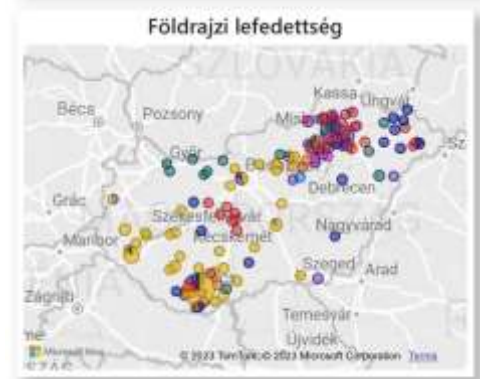 Földrajzi lefedettség
SZLOVÁKIA
Kassa
Ungvár
Bécs
Pozsony
Győr
Debrecen
Grác
Székesfehérvár
Maribor
Kecskemét
Nagyvárad
Szeged
Arad
Zágráb
Temesvár
Újvidék
© 2023 TomTom, © 2023 Microsoft Corporation Terms